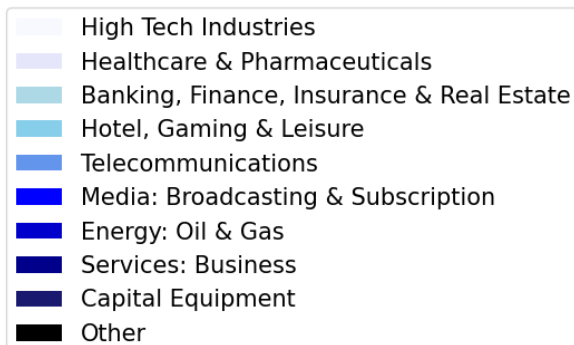 High Tech Industries
Healthcare & Pharmaceuticals
Banking, Finance, Insurance & Real Estate
Hotel, Gaming & Leisure
Telecommunications
Media: Broadcasting & Subscription
Energy: Oil & Gas
Services: Business
Capital Equipment
Other